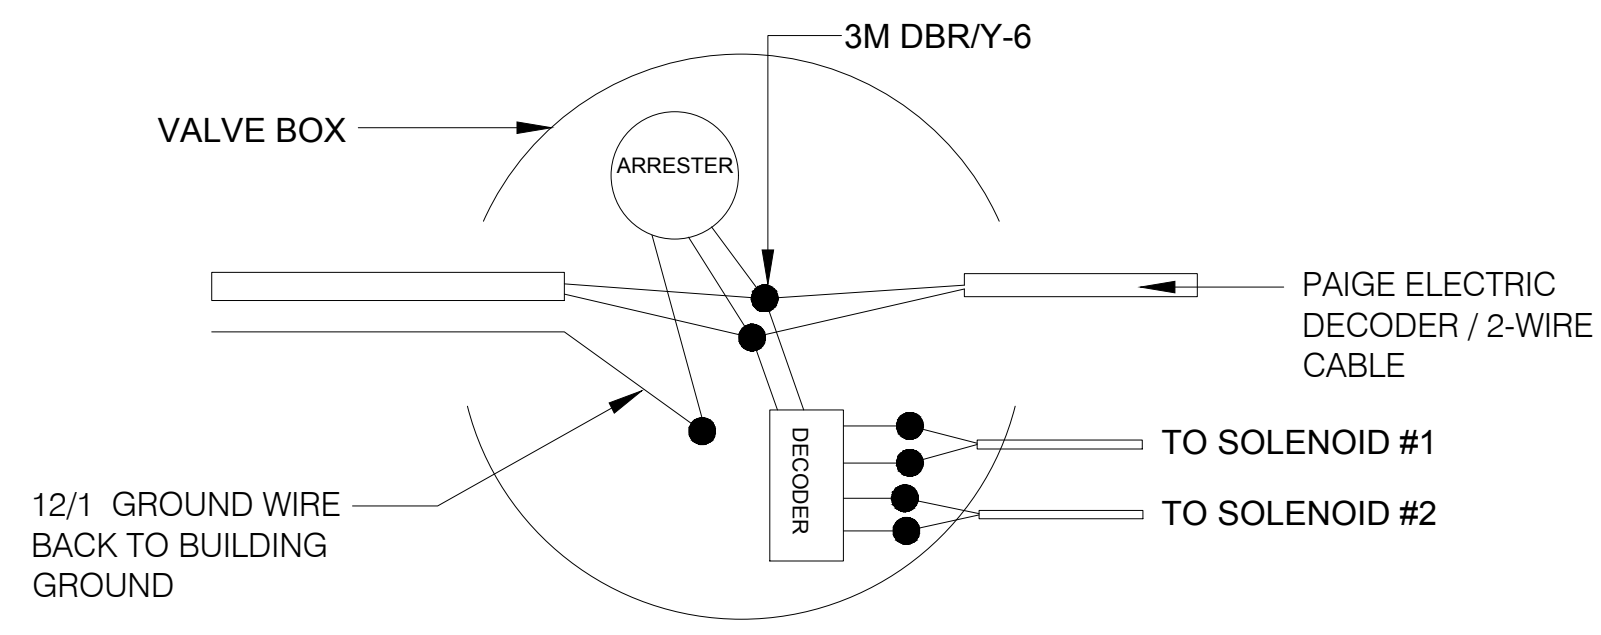 3M DBR/Y-6
VALVE BOX
ARRESTER
PAIGE ELECTRIC
DECODER / 2-WIRE
CABLE
DECODER
TO SOLENOID #1
TO SOLENOID #2
12/1 GROUND WIRE
BACK TO BUILDING
GROUND